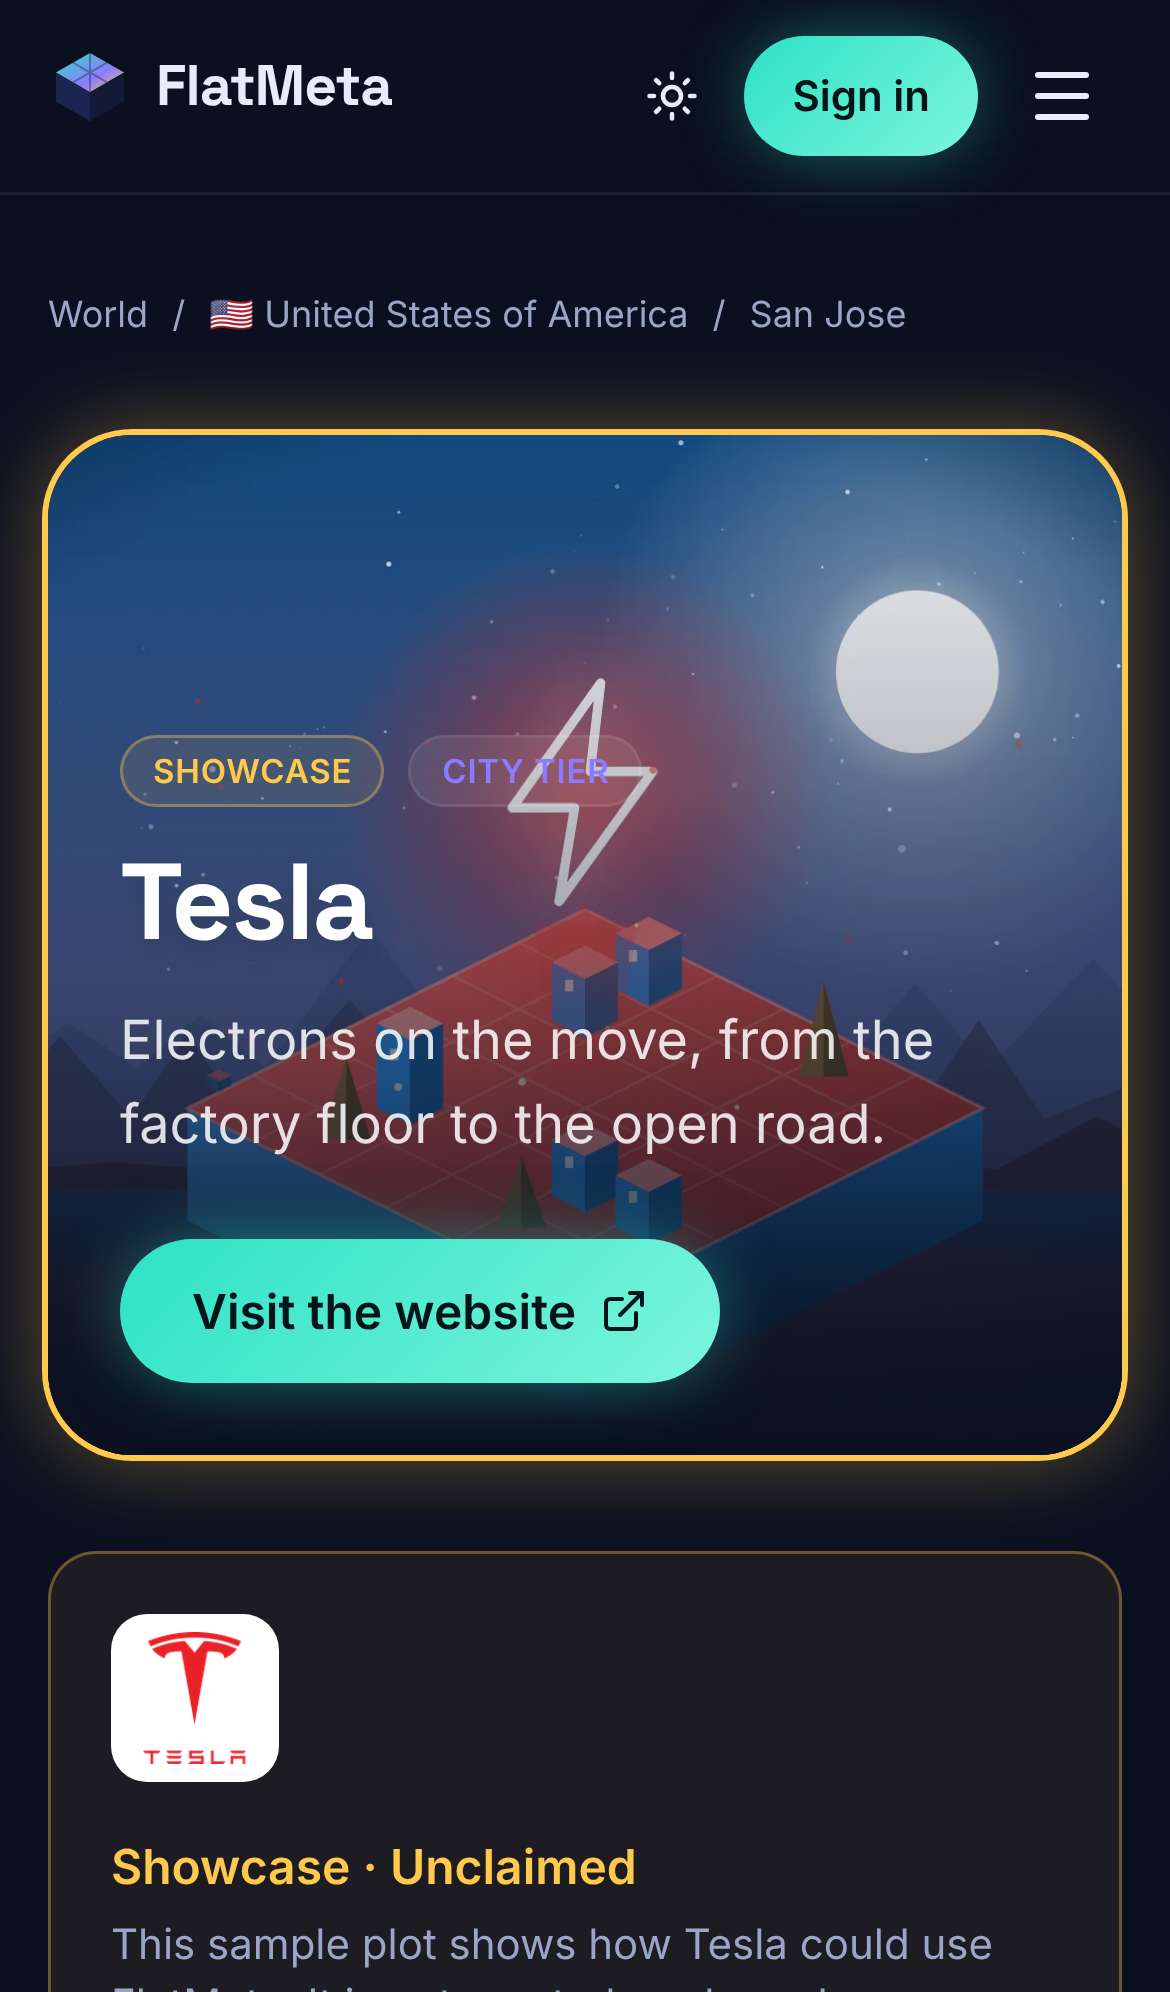 FlatMeta
Sign in
World / 🇺🇸 United States of America / San Jose
SHOWCASE
CITY TIER
Tesla
Electrons on the move, from the
factory floor to the open road.
Visit the website
TESLA
Showcase · Unclaimed
This sample plot shows how Tesla could use